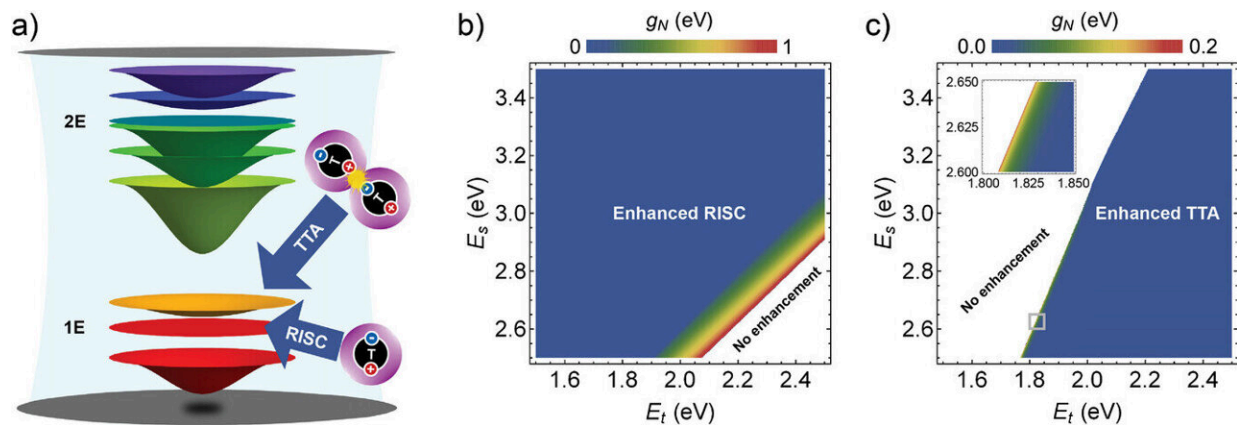 a)
2E
1E
TTA
RISC
T
T
T
b)
g_N (eV)
0
1
E_s (eV)
3.4
3.2
3.0
2.8
2.6
Enhanced RISC
No enhancement
1.6
1.8
2.0
2.2
2.4
E_t (eV)
c)
g_N (eV)
0.0
0.2
E_s (eV)
3.4
3.2
3.0
2.8
2.6
2.650
2.625
2.600
1.800
1.825
1.850
Enhanced TTA
No enhancement
1.6
1.8
2.0
2.2
2.4
E_t (eV)